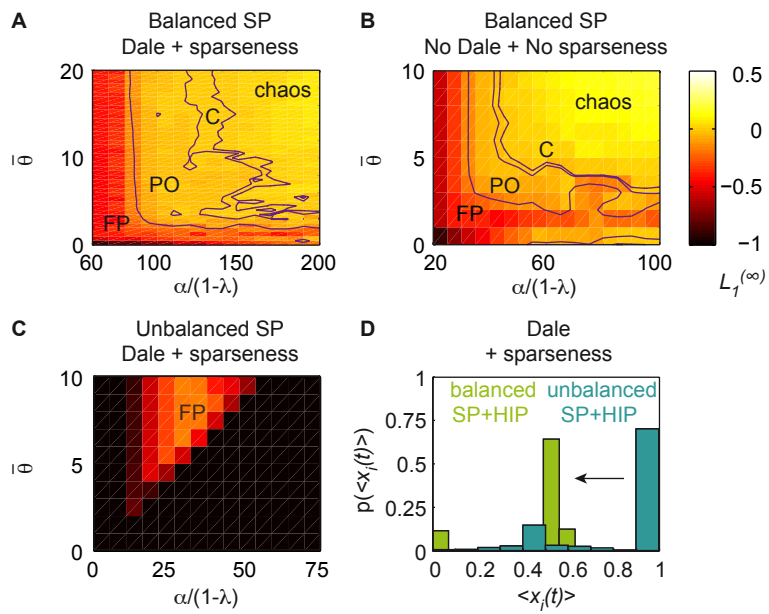 A
Balanced SP
Dale + sparseness
20
15
10
5
0
θ̄
60 100 150 200
α/(1-λ)
FP
PO
C
chaos
B
Balanced SP
No Dale + No sparseness
10
5
0
θ̄
20 60 100
α/(1-λ)
FP
PO
C
chaos
0.5
0
−0.5
−1
L₁^(∞)
C
Unbalanced SP
Dale + sparseness
10
5
0
θ̄
0 25 50 75
α/(1-λ)
FP
D
Dale
+ sparseness
balanced SP+HIP
unbalanced SP+HIP
1
0.75
0.5
0.25
0
p(<xᵢ(t)>)
0 0.2 0.4 0.6 0.8 1
<xᵢ(t)>